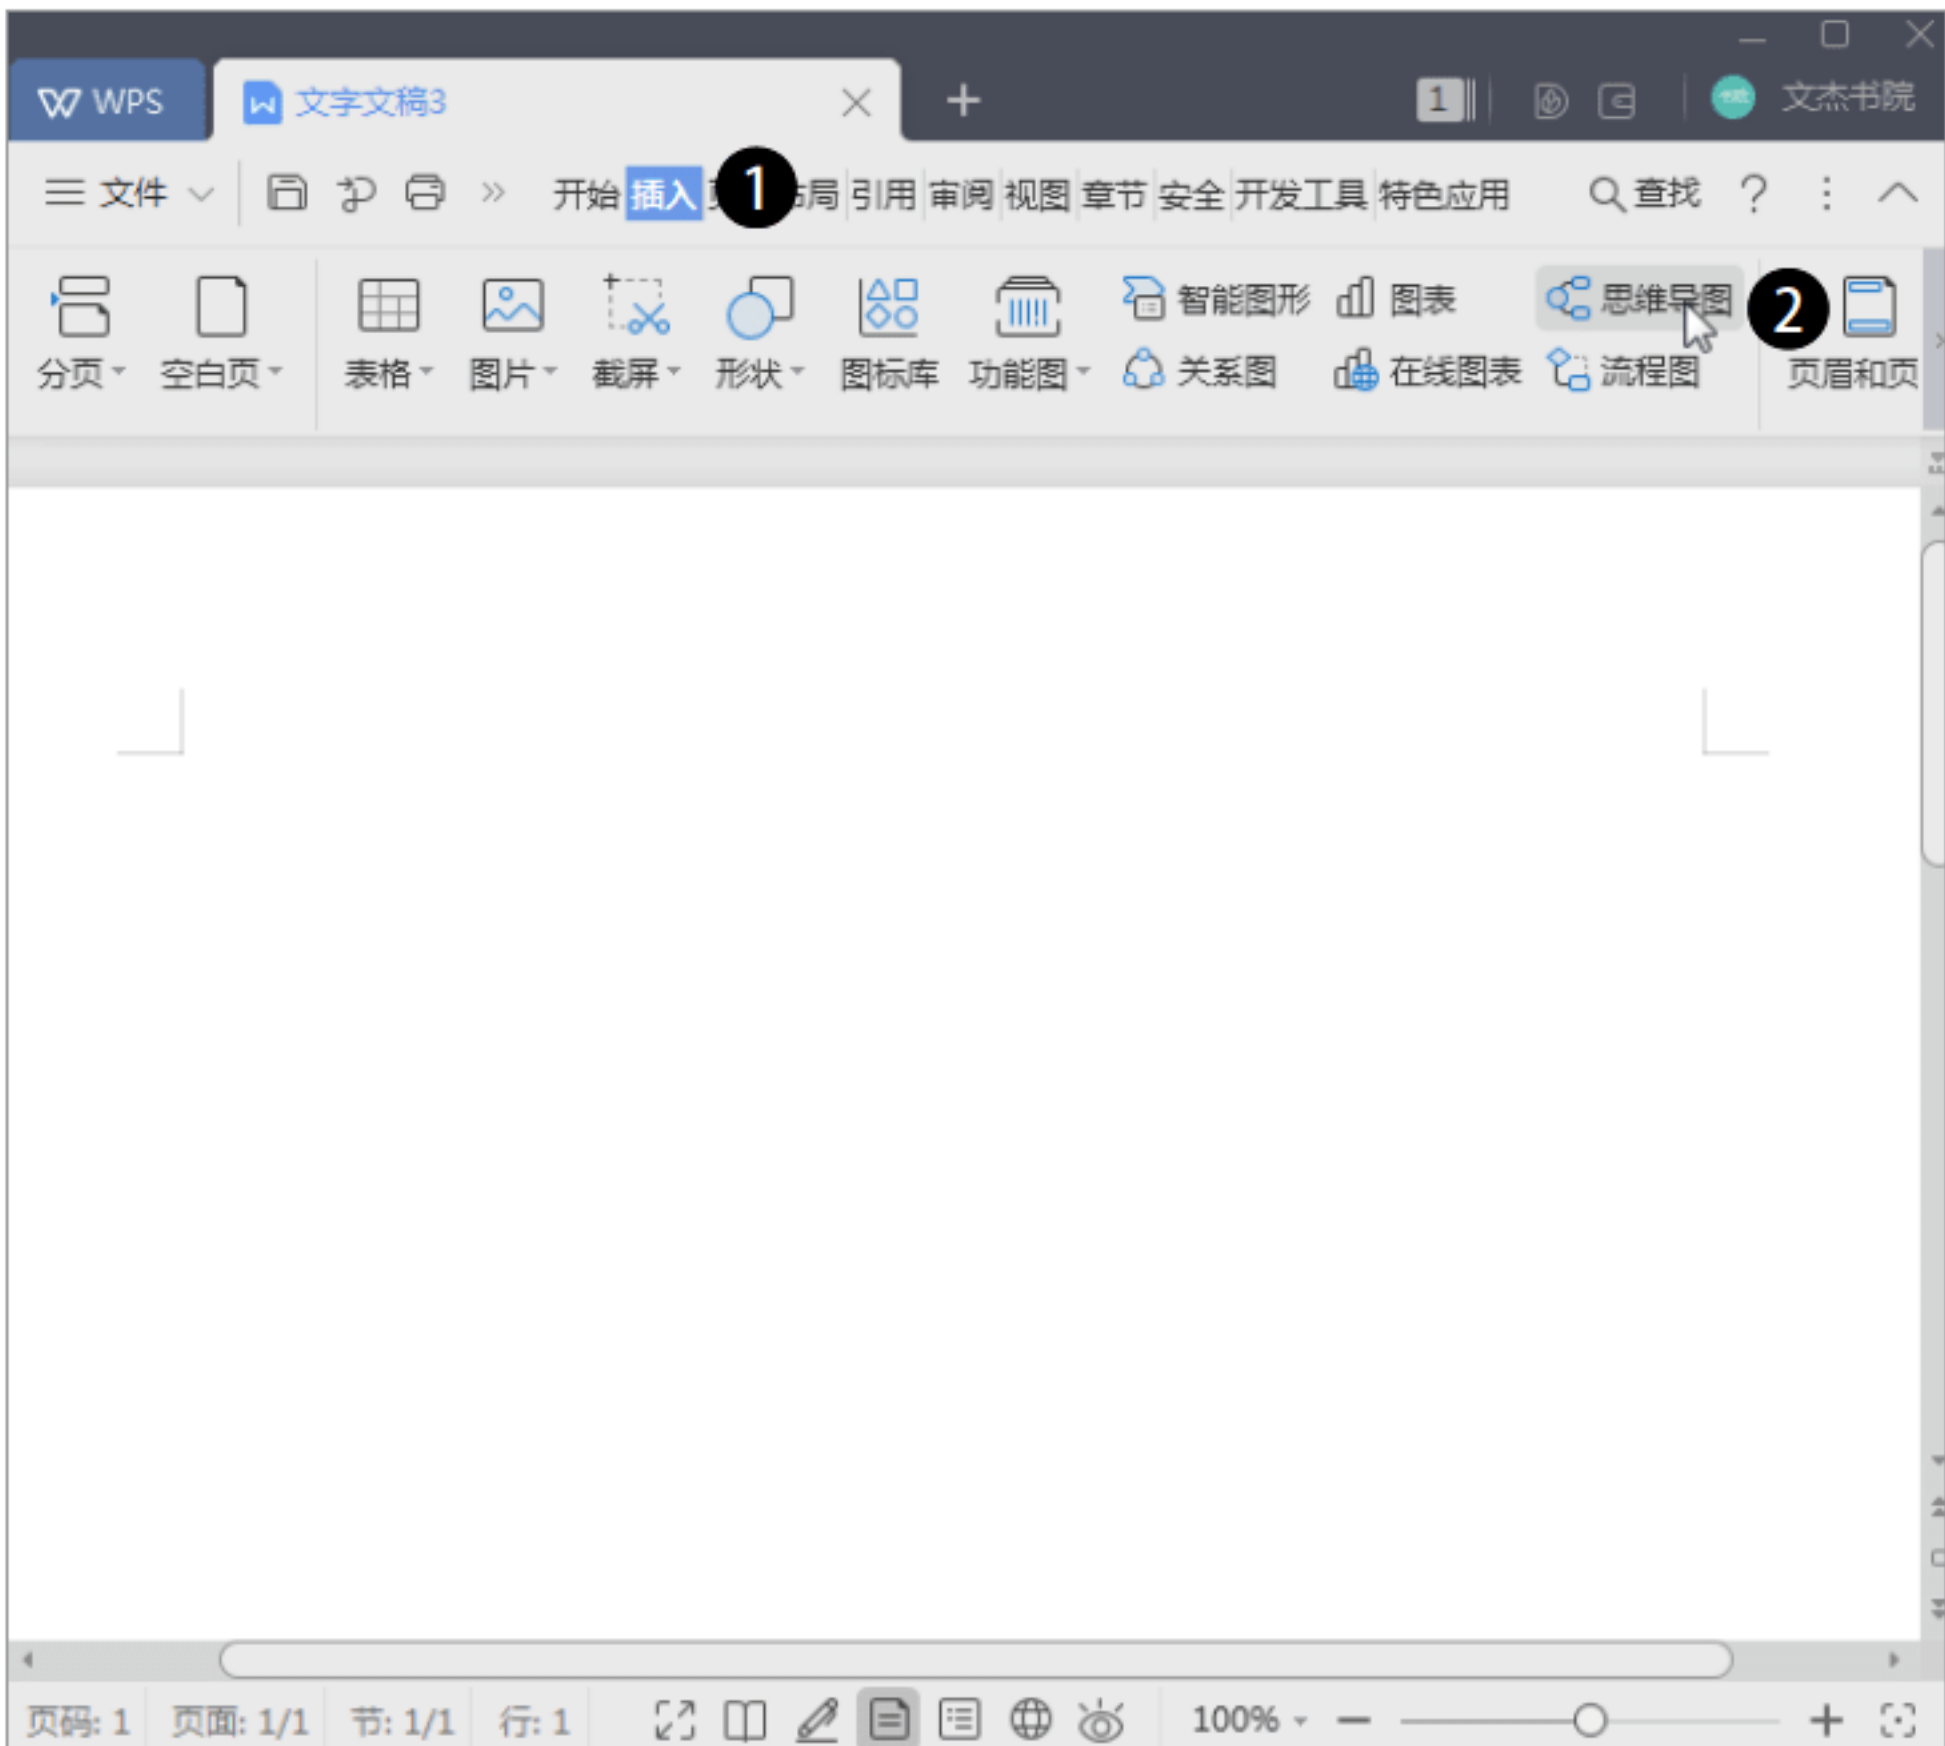 WPS 文字文稿3 1 文杰书院
文件 开始 插入 1 局 引用 审阅 视图 章节 安全 开发工具 特色应用 查找 ?
智能图形 图表 思维导图 2
分页 空白页 表格 图片 截屏 形状 图标库 功能图 关系图 在线图表 流程图 页眉和页
页码: 1 页面: 1/1 节: 1/1 行: 1 100%